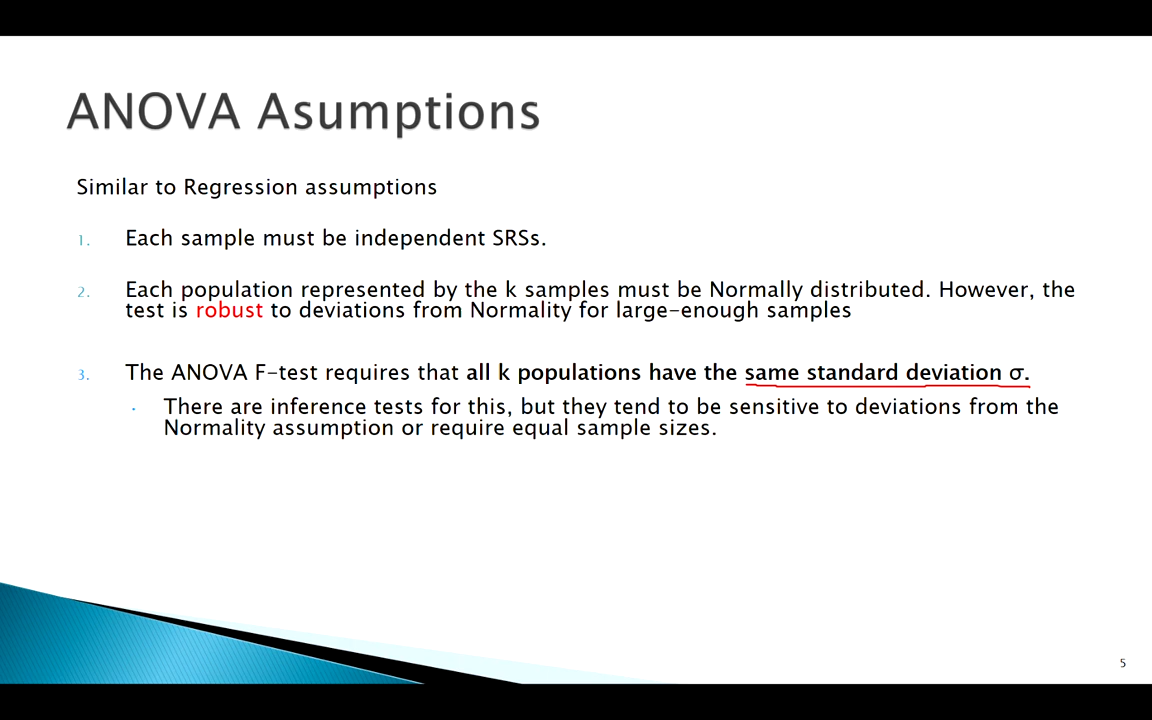 ANOVA Asumptions
Similar to Regression assumptions
1. Each sample must be independent SRSs.
2. Each population represented by the k samples must be Normally distributed. However, the
test is robust to deviations from Normality for large-enough samples
3. The ANOVA F-test requires that all k populations have the same standard deviation σ.
· There are inference tests for this, but they tend to be sensitive to deviations from the
Normality assumption or require equal sample sizes.
5